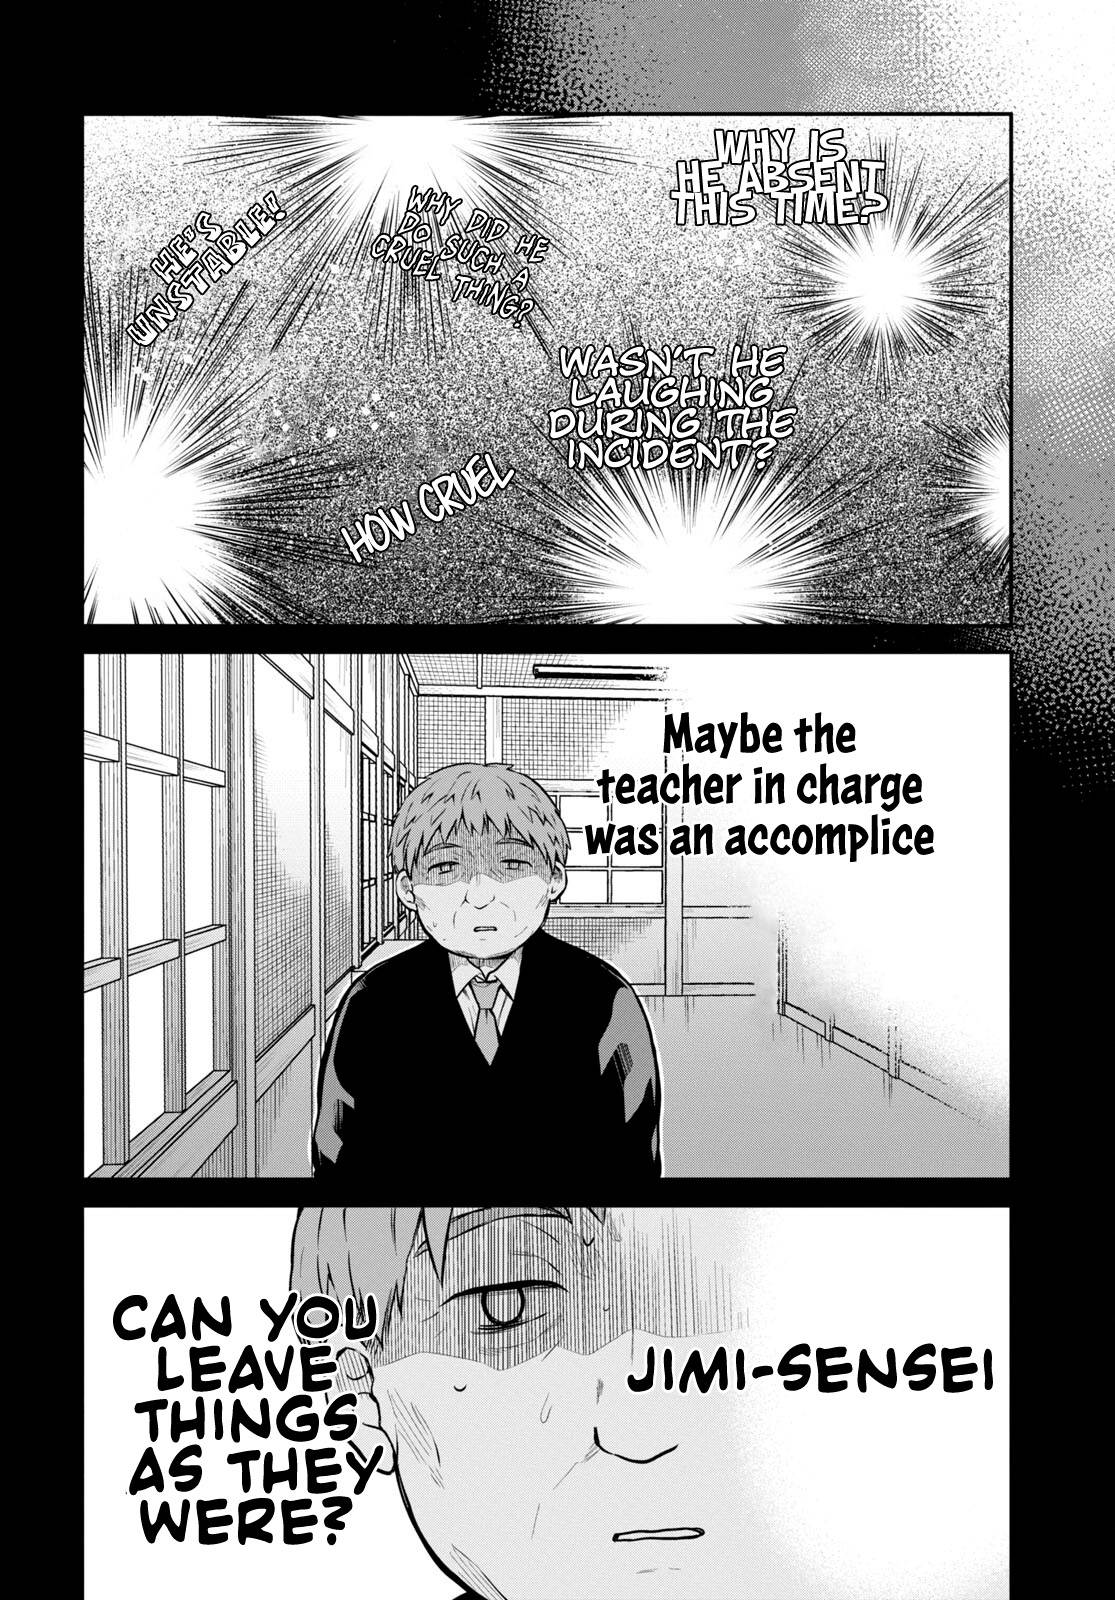 WHY IS
HE ABSENT
THIS TIME?
WHY DID HE
DO SUCH A
CRUEL THING?
HE'S
UNSTABLE!
WASN'T HE
LAUGHING
DURING THE
INCIDENT?
HOW CRUEL
Maybe the
teacher in charge
was an accomplice
JIMI-SENSEI
CAN YOU
LEAVE
THINGS
AS THEY
WERE?